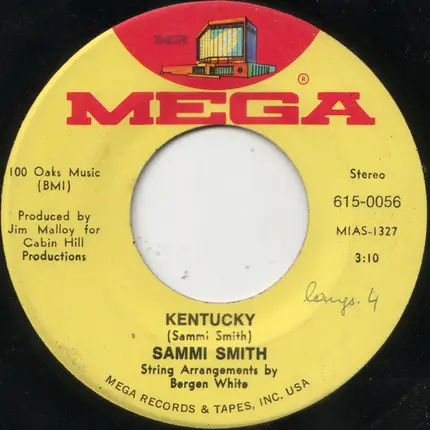 MEGA
®
100 Oaks Music
(BMI)
Produced by
Jim Malloy for
Cabin Hill
Productions
Stereo
615-0056
MIAS-1327
3:10
KENTUCKY
(Sammi Smith)
SAMMI SMITH
String Arrangements by
Bergen White
MEGA RECORDS & TAPES, INC. USA